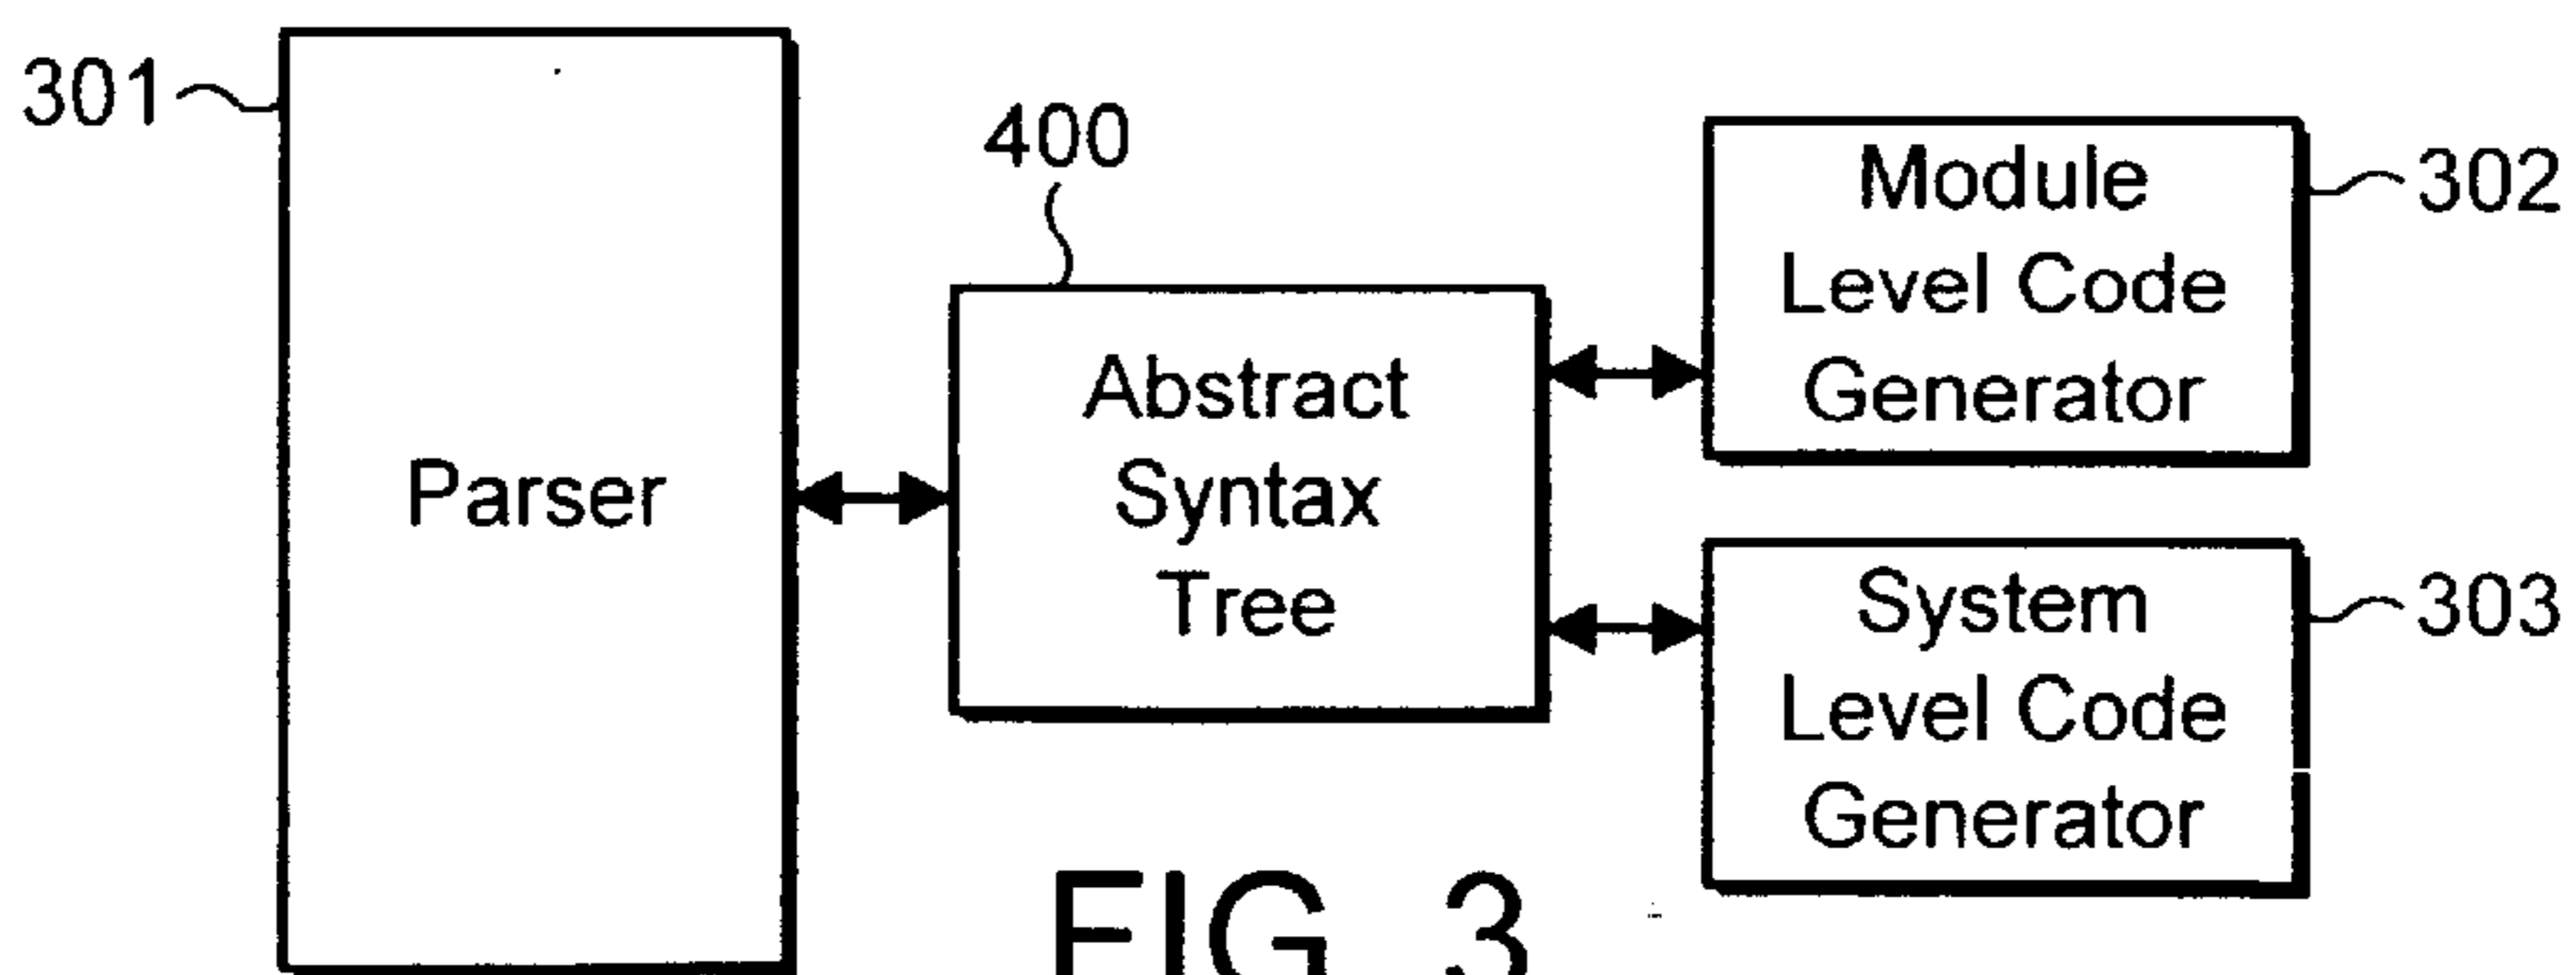 301
Parser
400
Abstract
Syntax
Tree
Module
Level Code
Generator
302
System
Level Code
Generator
303
FIG. 3